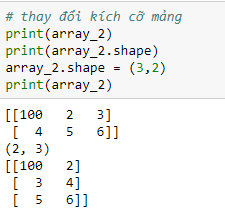 # thay đổi kích cỡ mảng
print(array_2)
print(array_2.shape)
array_2.shape = (3,2)
print(array_2)
[[100   2   3]
 [  4   5   6]]
(2, 3)
[[100   2]
 [  3   4]
 [  5   6]]